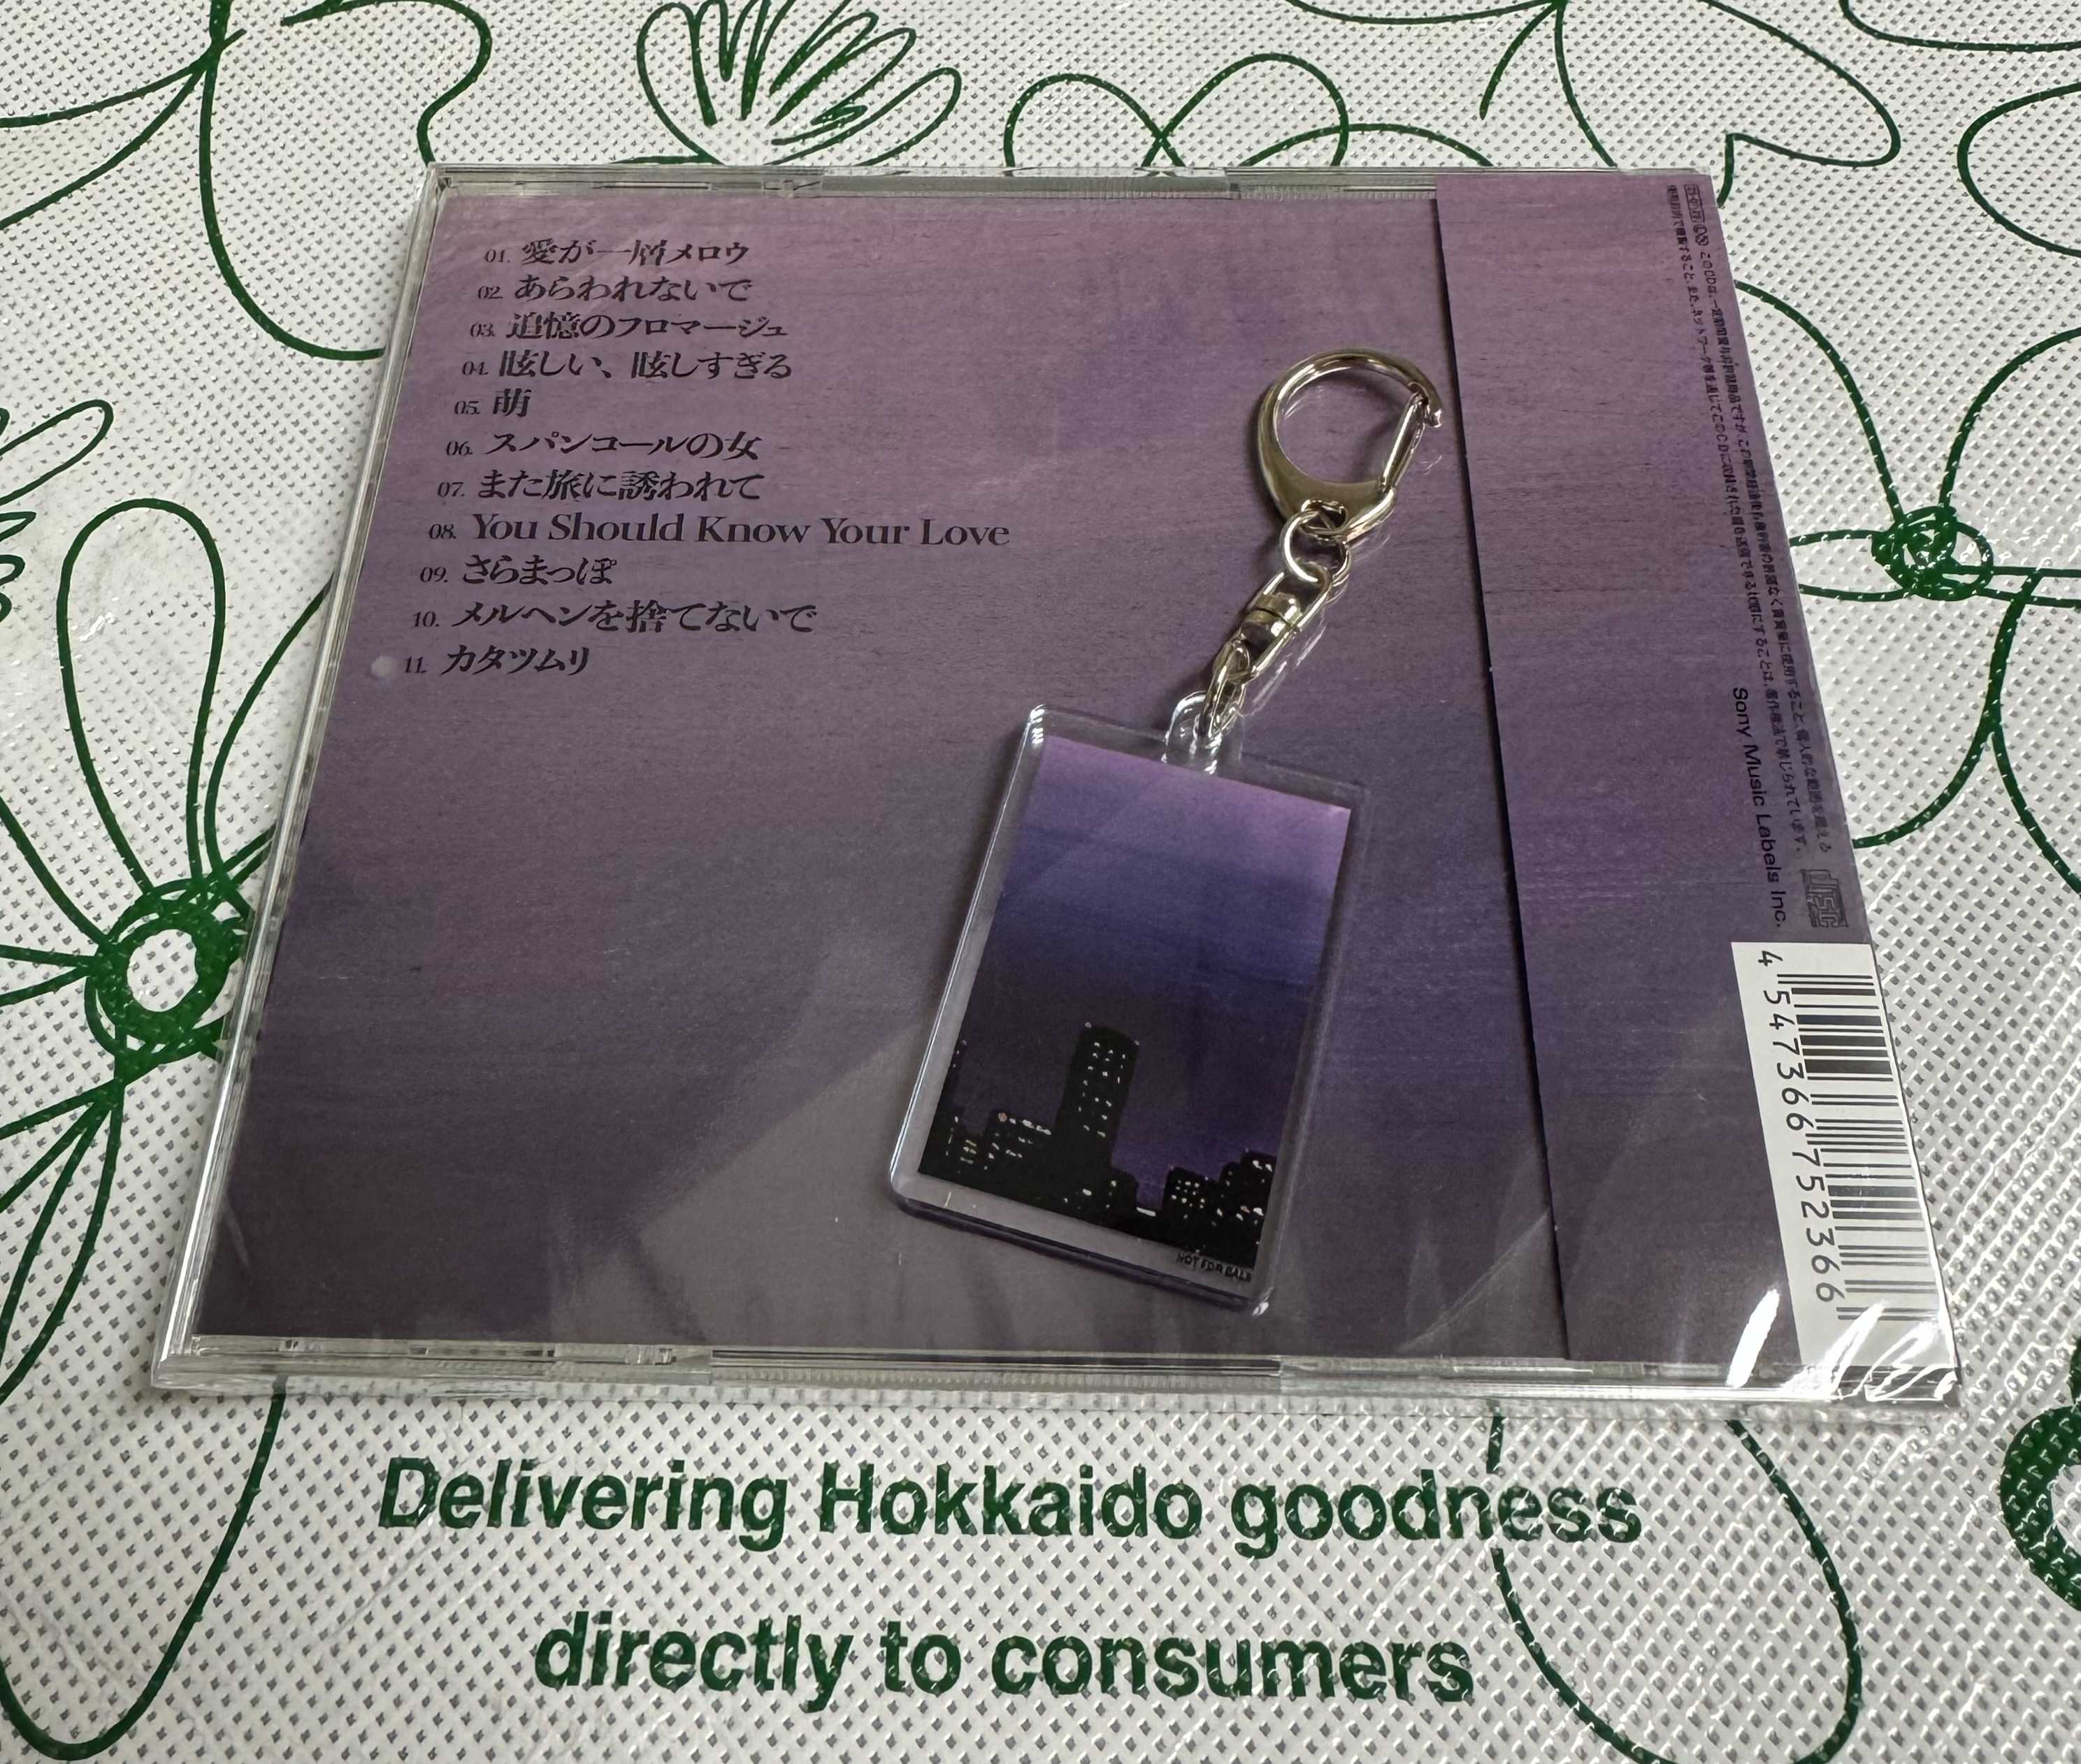 01. 愛が一層メロウ
02. あらわれないで
03. 追憶のフロマージュ
04. 眩しい、眩しすぎる
05. 萌
06. スパンコールの女
07. また旅に誘われて
08. You Should Know Your Love
09. さらまっぽ
10. メルヘンを捨てないで
11. カタツムリ
NOT FOR SALE
Sony Music Labels Inc.
4 547366 752366
Delivering Hokkaido goodness
directly to consumers